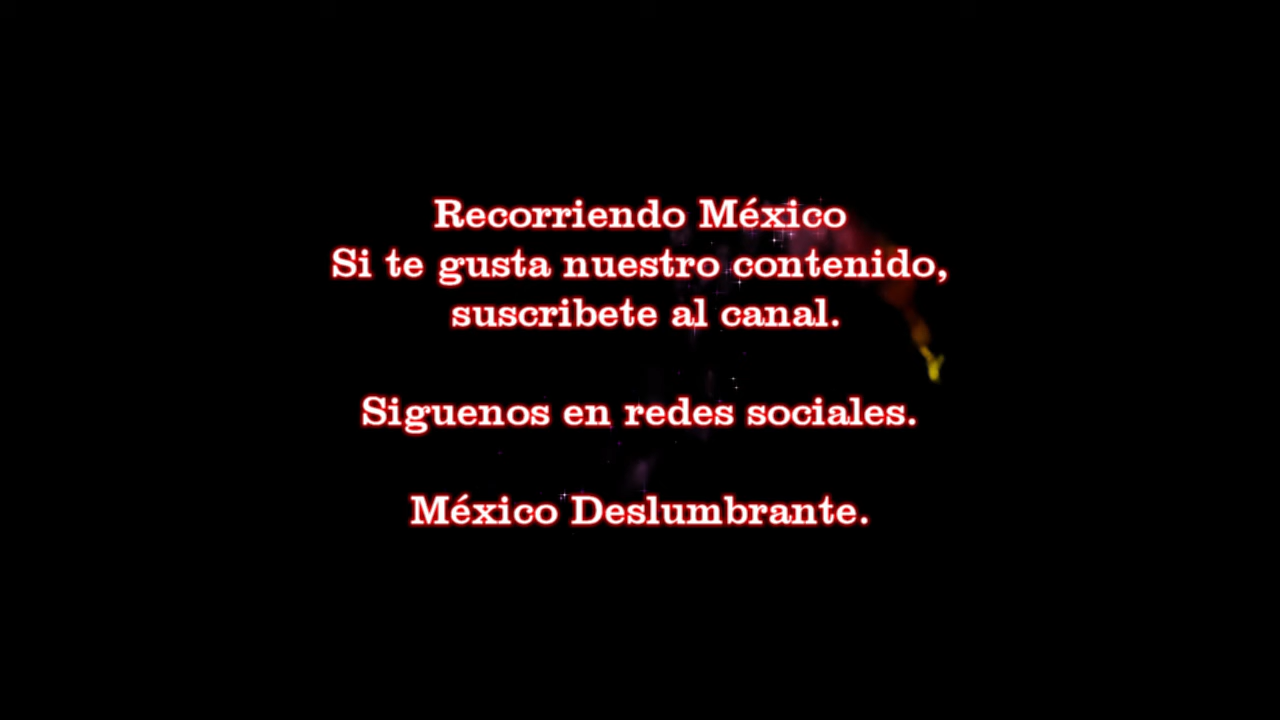 Recorriendo México
Si te gusta nuestro contenido,
suscribete al canal.
Siguenos en redes sociales.
México Deslumbrante.